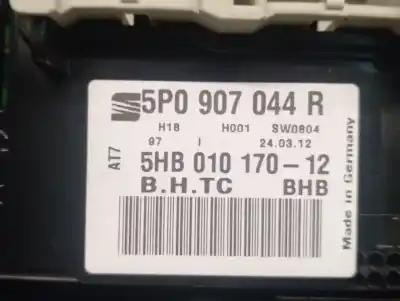 5P0 907 044 R
H18 H001 SW0804
97 I 24.03.12
AT7
5HB 010 170-12
B.H.TC BHB
Made in Germany